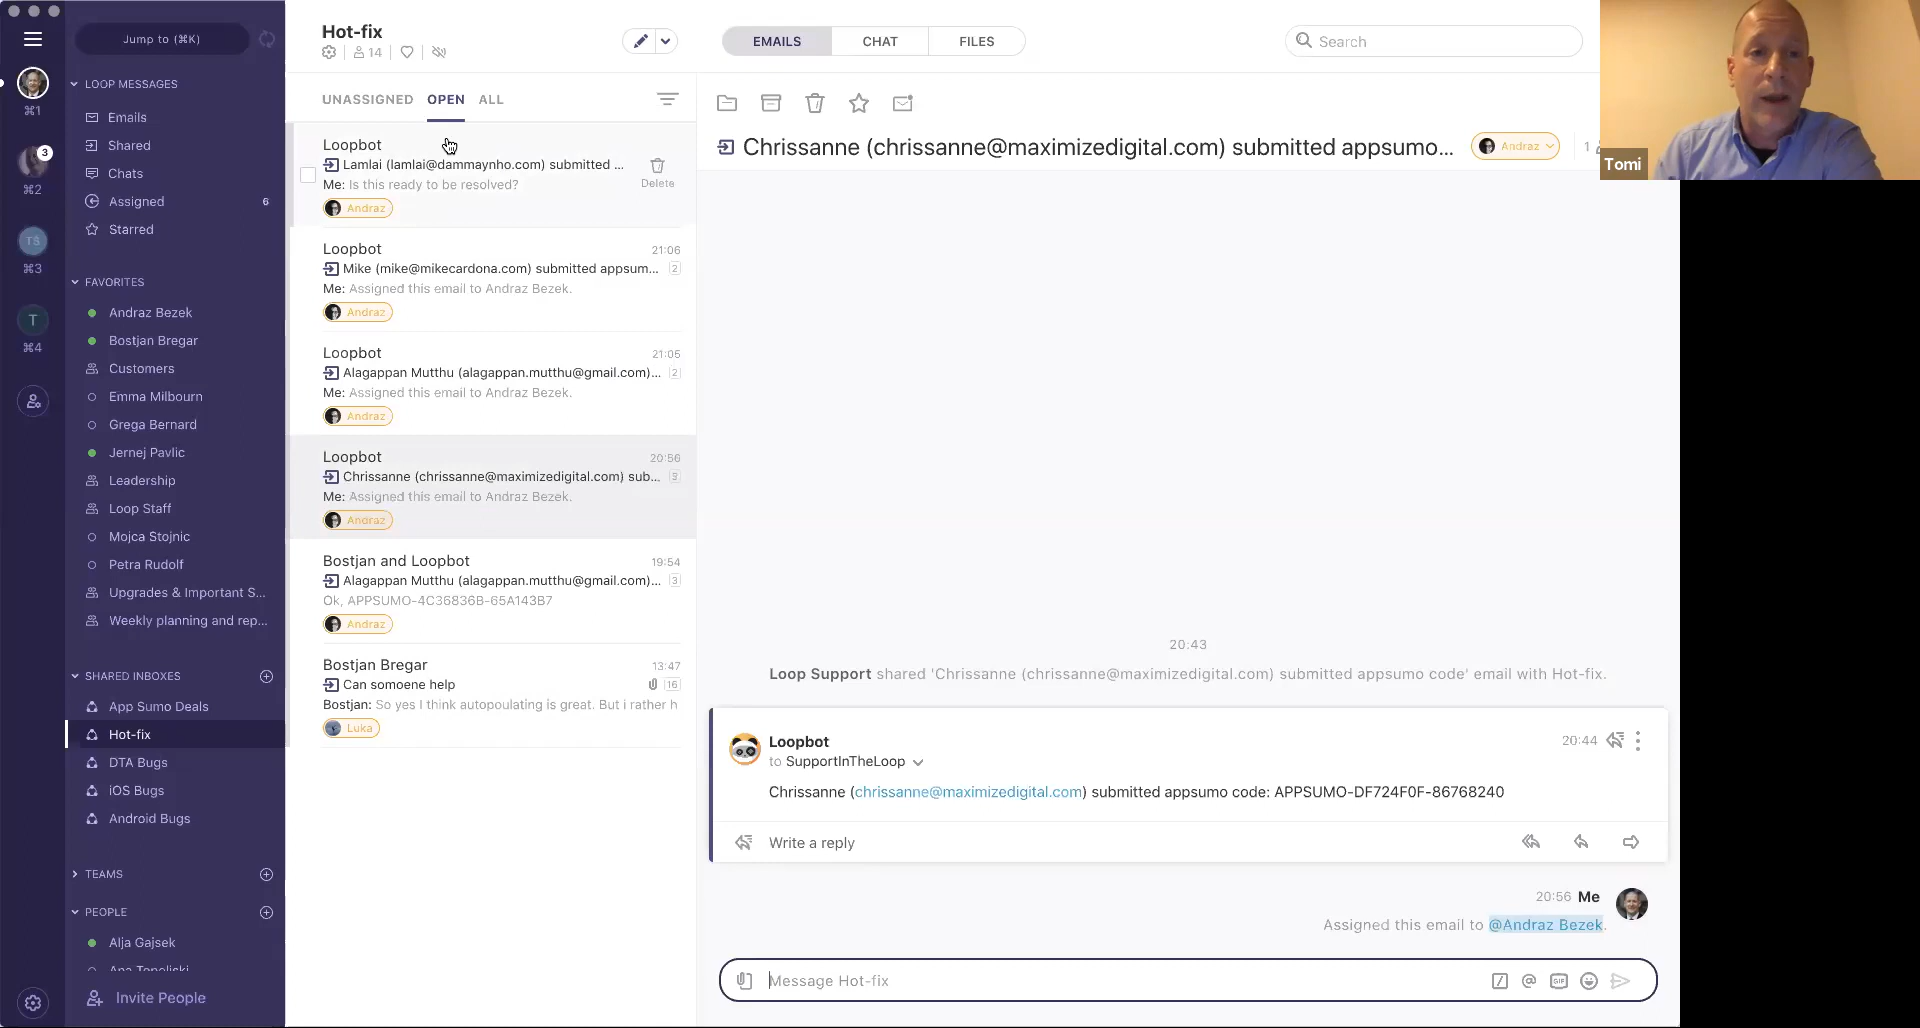 Jump to (⌘K)
⌘1
3
⌘2
TŠ
⌘3
T
⌘4
LOOP MESSAGES
Emails
Shared
Chats
Assigned 6
Starred
FAVORITES
Andraz Bezek
Bostjan Bregar
Customers
Emma Milbourn
Grega Bernard
Jernej Pavlic
Leadership
Loop Staff
Mojca Stojnic
Petra Rudolf
Upgrades & Important S...
Weekly planning and rep...
SHARED INBOXES
App Sumo Deals
Hot-fix
DTA Bugs
iOS Bugs
Android Bugs
TEAMS
PEOPLE
Alja Gajsek
Invite People
Hot-fix
14
UNASSIGNED OPEN ALL
Loopbot
Lamlai (lamlai@dammaynho.com) submitted ...
Me: Is this ready to be resolved?
Delete
Andraz
Loopbot 21:06
Mike (mike@mikecardona.com) submitted appsum... 2
Me: Assigned this email to Andraz Bezek.
Andraz
Loopbot 21:05
Alagappan Mutthu (alagappan.mutthu@gmail.com)... 2
Me: Assigned this email to Andraz Bezek.
Andraz
Loopbot 20:56
Chrissanne (chrissanne@maximizedigital.com) sub... 3
Me: Assigned this email to Andraz Bezek.
Andraz
Bostjan and Loopbot 19:54
Alagappan Mutthu (alagappan.mutthu@gmail.com)... 3
Ok, APPSUMO-4C36836B-65A143B7
Andraz
Bostjan Bregar 13:47
Can somoene help 16
Bostjan: So yes I think autopoulating is great. But i rather h
Luka
EMAILS CHAT FILES
Search
Chrissanne (chrissanne@maximizedigital.com) submitted appsumo... Andraz 1
Tomi
20:43
Loop Support shared 'Chrissanne (chrissanne@maximizedigital.com) submitted appsumo code' email with Hot-fix.
Loopbot 20:44
to SupportInTheLoop
Chrissanne (chrissanne@maximizedigital.com) submitted appsumo code: APPSUMO-DF724F0F-86768240
Write a reply
20:56 Me
Assigned this email to @Andraz Bezek.
Message Hot-fix
GIF